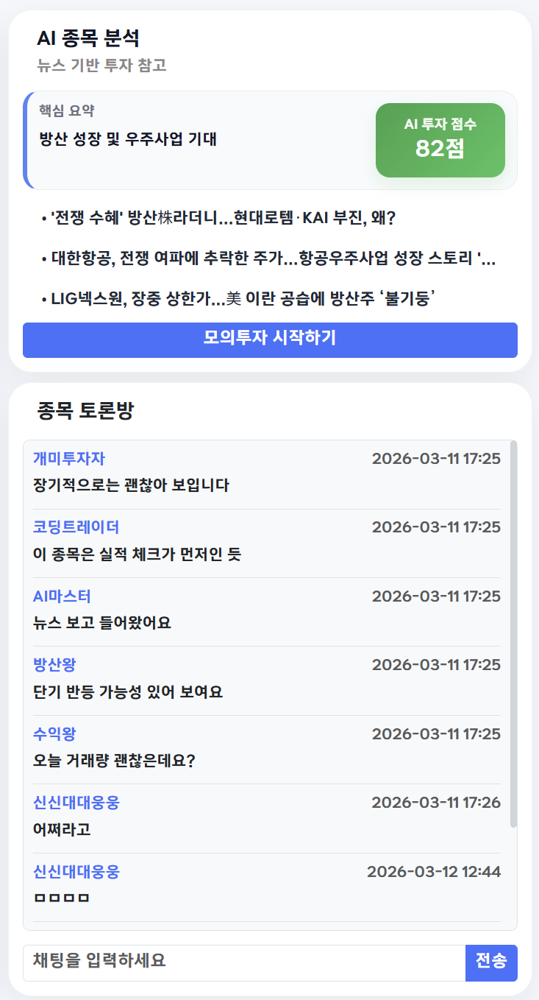 AI 종목 분석
뉴스 기반 투자 참고
핵심 요약
방산 성장 및 우주사업 기대
AI 투자 점수
82점
• '전쟁 수혜' 방산株라더니…현대로템·KAI 부진, 왜?
• 대한항공, 전쟁 여파에 추락한 주가…항공우주사업 성장 스토리 '...
• LIG넥스원, 장중 상한가…美 이란 공습에 방산주 ‘불기둥’
모의투자 시작하기
종목 토론방
개미투자자 2026-03-11 17:25
장기적으로는 괜찮아 보입니다
코딩트레이더 2026-03-11 17:25
이 종목은 실적 체크가 먼저인 듯
AI마스터 2026-03-11 17:25
뉴스 보고 들어왔어요
방산왕 2026-03-11 17:25
단기 반등 가능성 있어 보여요
수익왕 2026-03-11 17:25
오늘 거래량 괜찮은데요?
신신대대웅웅 2026-03-11 17:26
어쩌라고
신신대대웅웅 2026-03-12 12:44
ㅁㅁㅁㅁ
채팅을 입력하세요 전송